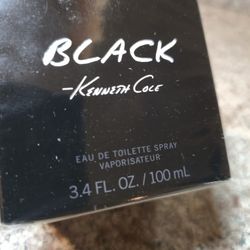 BLACK
-KENNETH COLE
EAU DE TOILETTE SPRAY
VAPORISATEUR
3.4 FL. OZ. / 100 mL